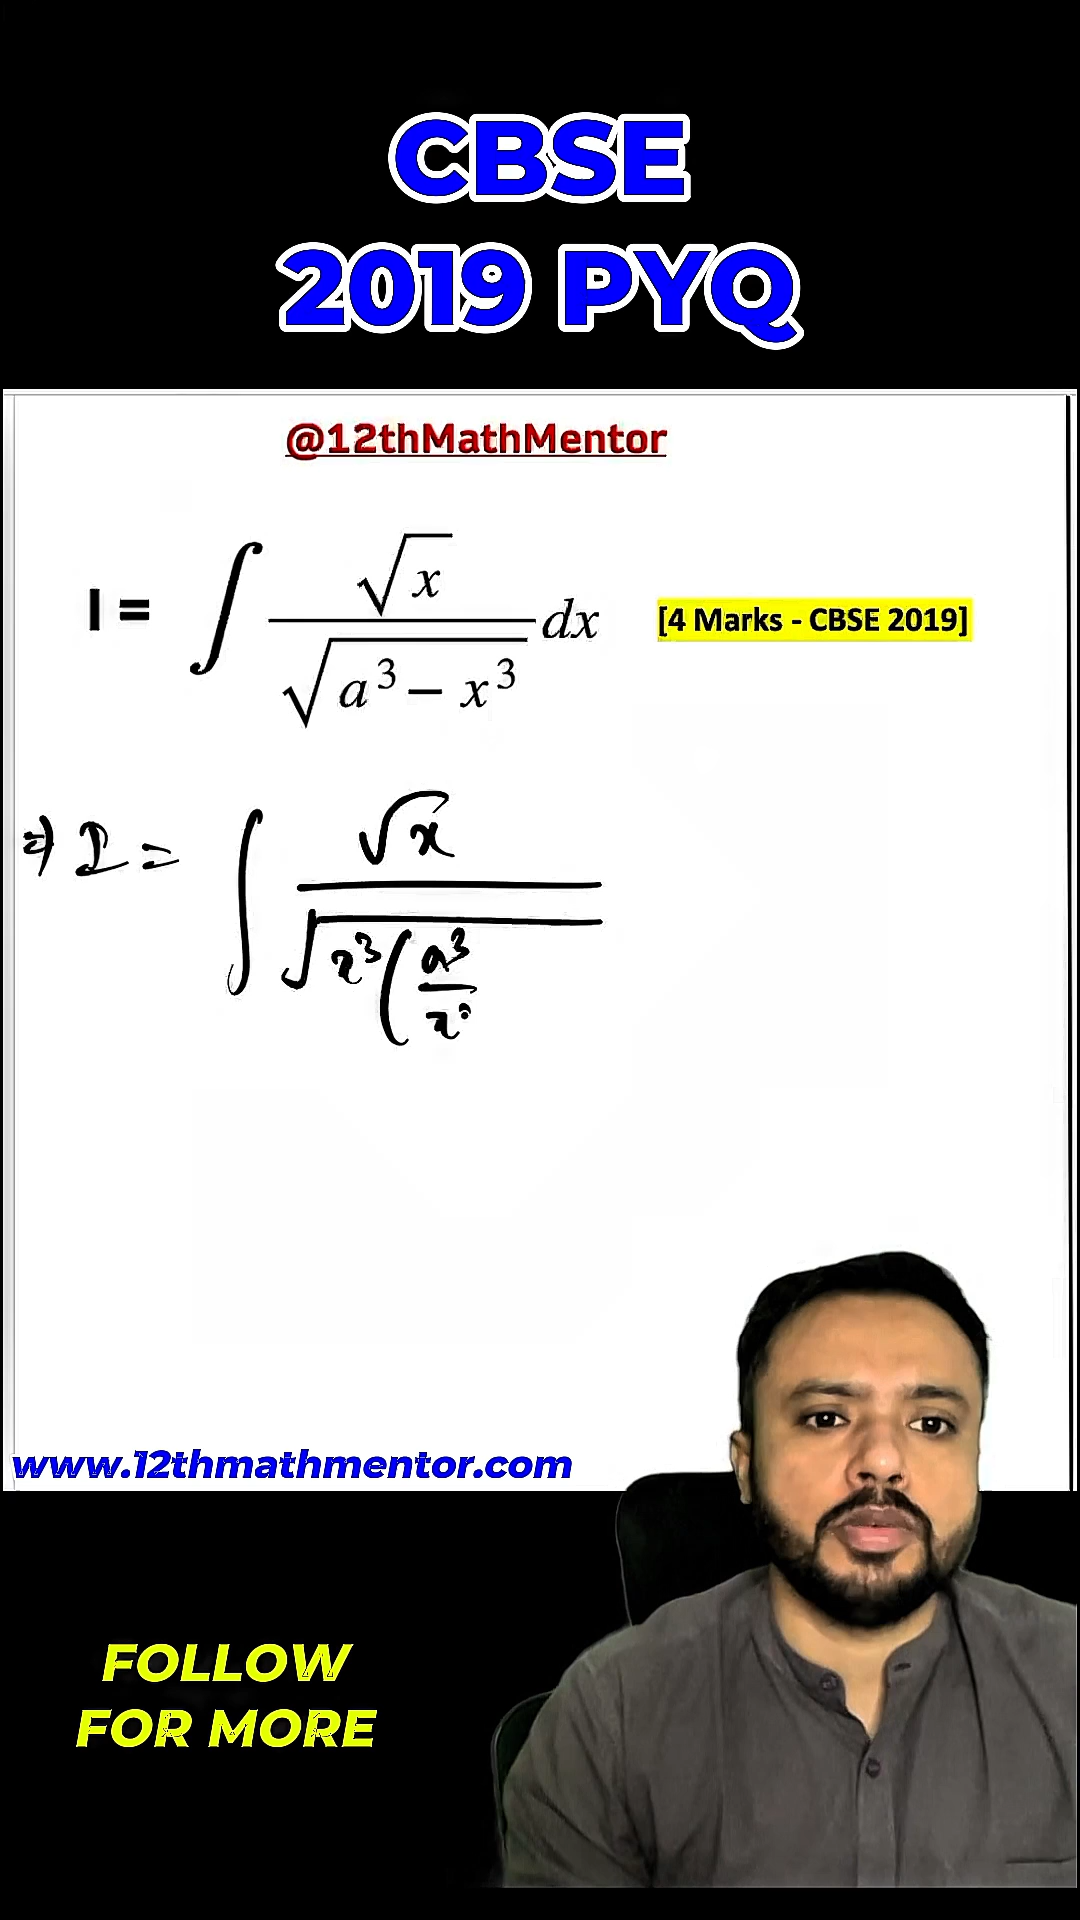 CBSE
2019 PYQ
@12thMathMentor
I = ∫ √x / √(a³ − x³) dx [4 Marks - CBSE 2019]
⇒ I = ∫ √x / √x³(a³/x³
www.12thmathmentor.com
FOLLOW
FOR MORE